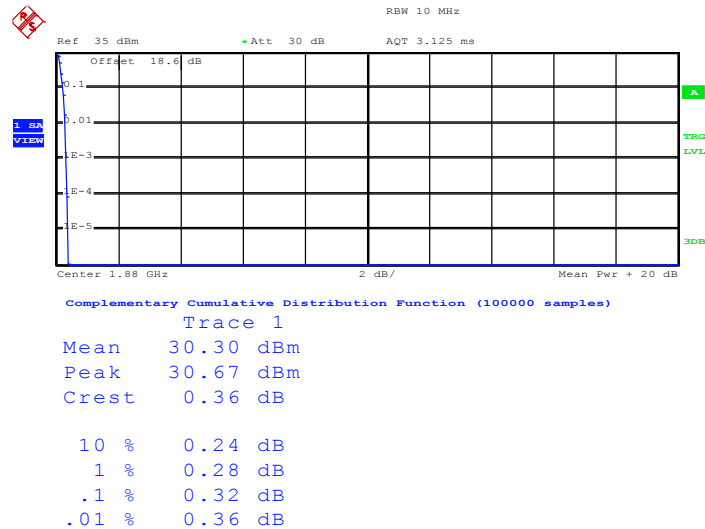 RBW 10 MHz
Ref 35 dBm *Att 30 dB AQT 3.125 ms
R S
Offset 18.6 dB
0.1
A
0.01
1 SA
VIEW
TRG
LVL
1E-3
1E-4
1E-5
3DB
Center 1.88 GHz 2 dB/ Mean Pwr + 20 dB
Complementary Cumulative Distribution Function (100000 samples)
Trace 1
Mean 30.30 dBm
Peak 30.67 dBm
Crest 0.36 dB
10 % 0.24 dB
1 % 0.28 dB
.1 % 0.32 dB
.01 % 0.36 dB